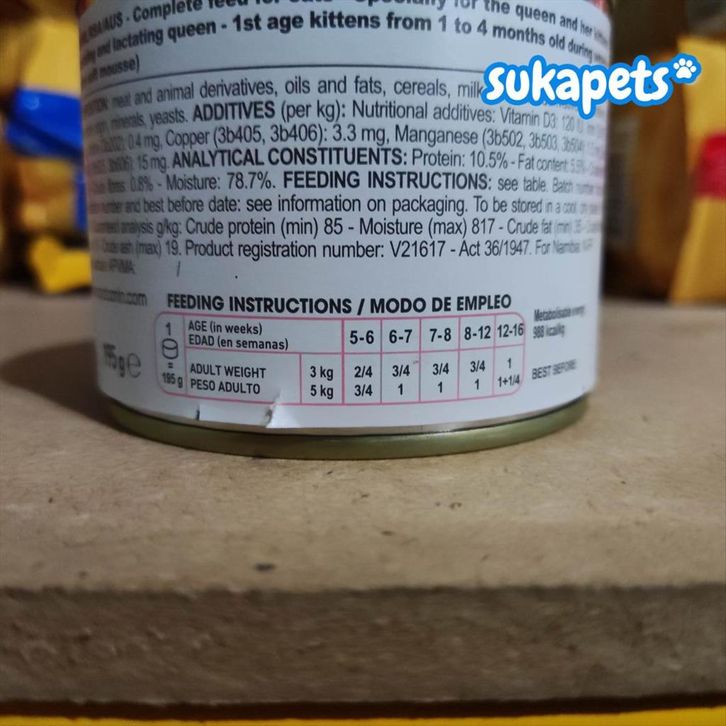 Complete feed for cats - Specially for the queen and her
lactating queen - 1st age kittens from 1 to 4 months old during
mousse)
sukapets
meat and animal derivatives, oils and fats, cereals, milk
minerals, yeasts. ADDITIVES (per kg): Nutritional additives: Vitamin D3:
0.4 mg, Copper (3b405, 3b406): 3.3 mg, Manganese (3b502, 3b503, 3b504)
15 mg. ANALYTICAL CONSTITUENTS: Protein: 10.5% - Fat content:
0.8% - Moisture: 78.7%. FEEDING INSTRUCTIONS: see table. Batch number
number and best before date: see information on packaging. To be stored in a cool
analysis g/kg: Crude protein (min) 85 - Moisture (max) 817 - Crude fat (min)
ash (max) 19. Product registration number: V21617 - Act 36/1947. For Namibia
FEEDING INSTRUCTIONS / MODO DE EMPLEO
1 AGE (in weeks) 5-6 6-7 7-8 8-12 12-16
EDAD (en semanas)
195 g ADULT WEIGHT 3 kg 2/4 3/4 3/4 3/4 1
PESO ADULTO 5 kg 3/4 1 1 1 1+1/4
Metabolisable energy
988 kcal/kg
BEST BEFORE
195g e